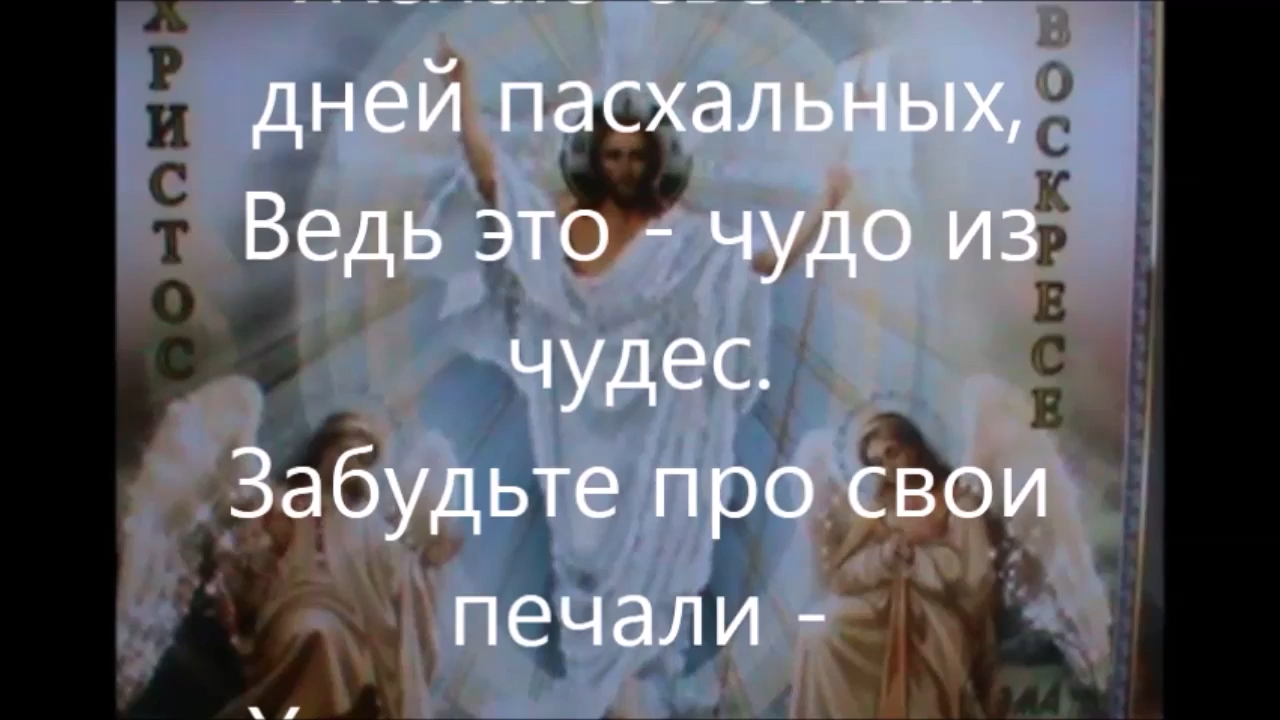 ХРИСТОС
ВОСКРЕСЕ
дней пасхальных,
Ведь это - чудо из
чудес.
Забудьте про свои
печали -